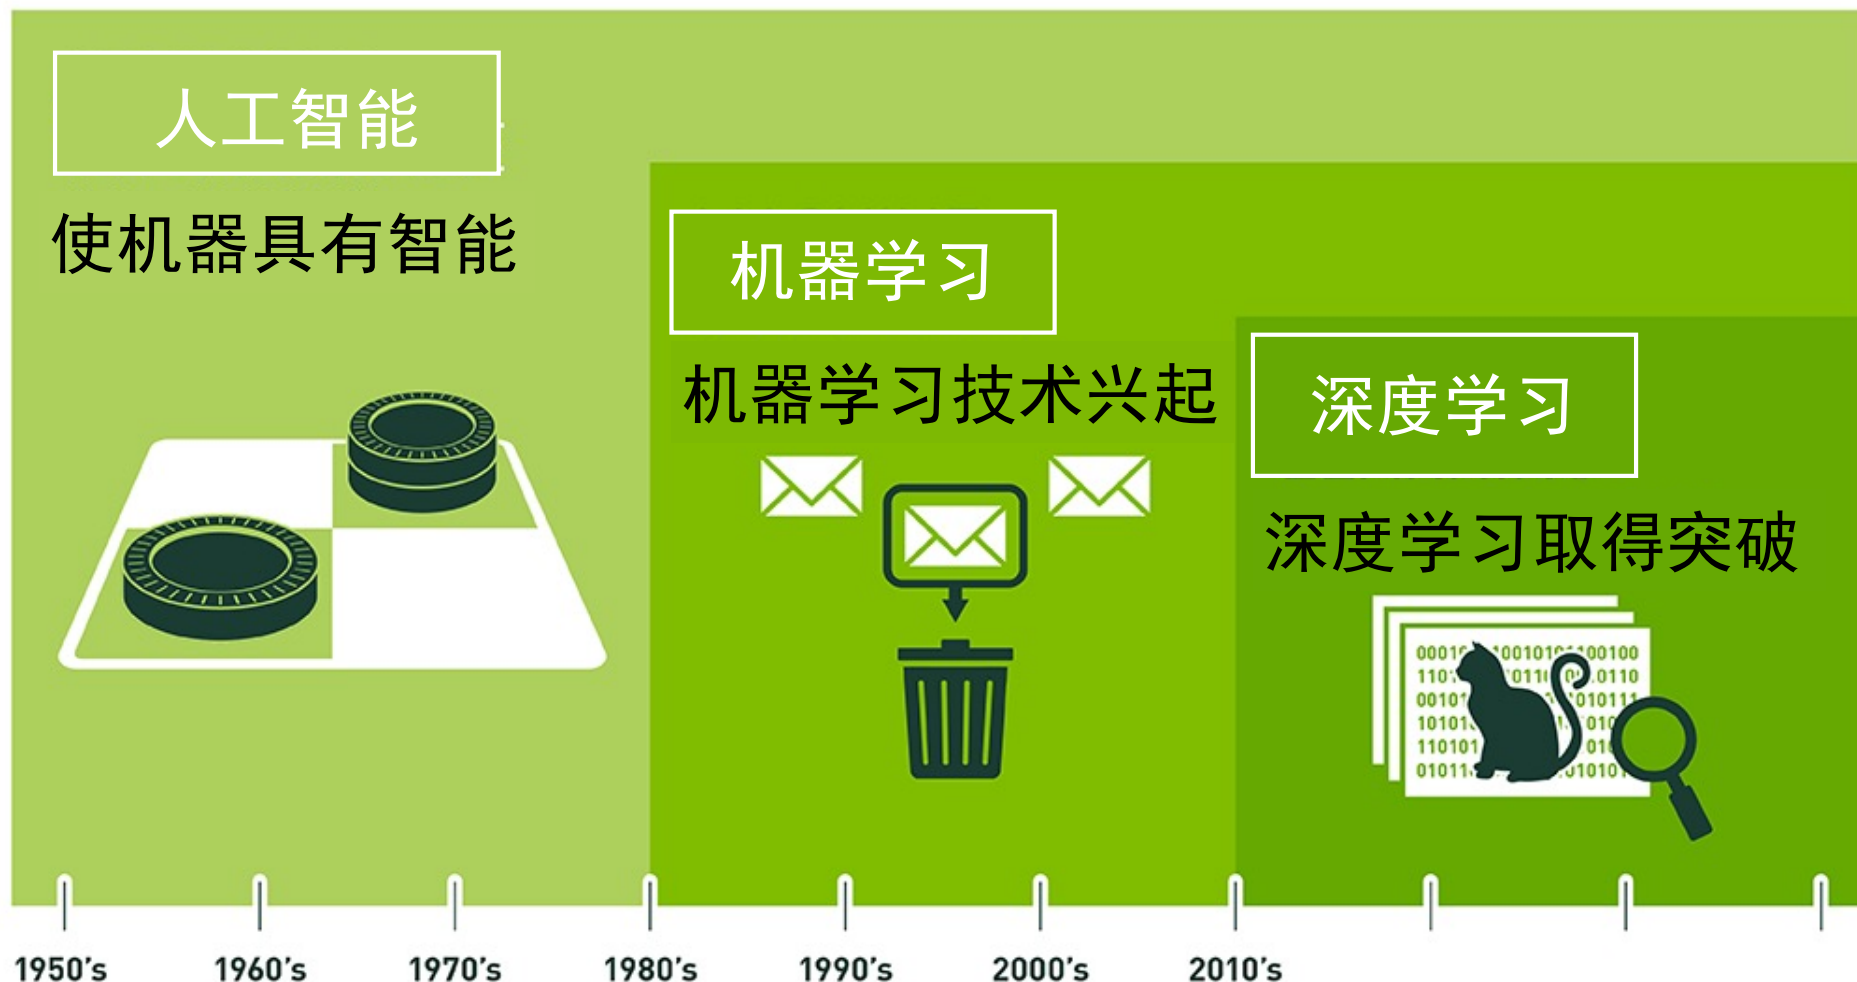 人工智能
使机器具有智能
机器学习
机器学习技术兴起
深度学习
深度学习取得突破
1950's
1960's
1970's
1980's
1990's
2000's
2010's